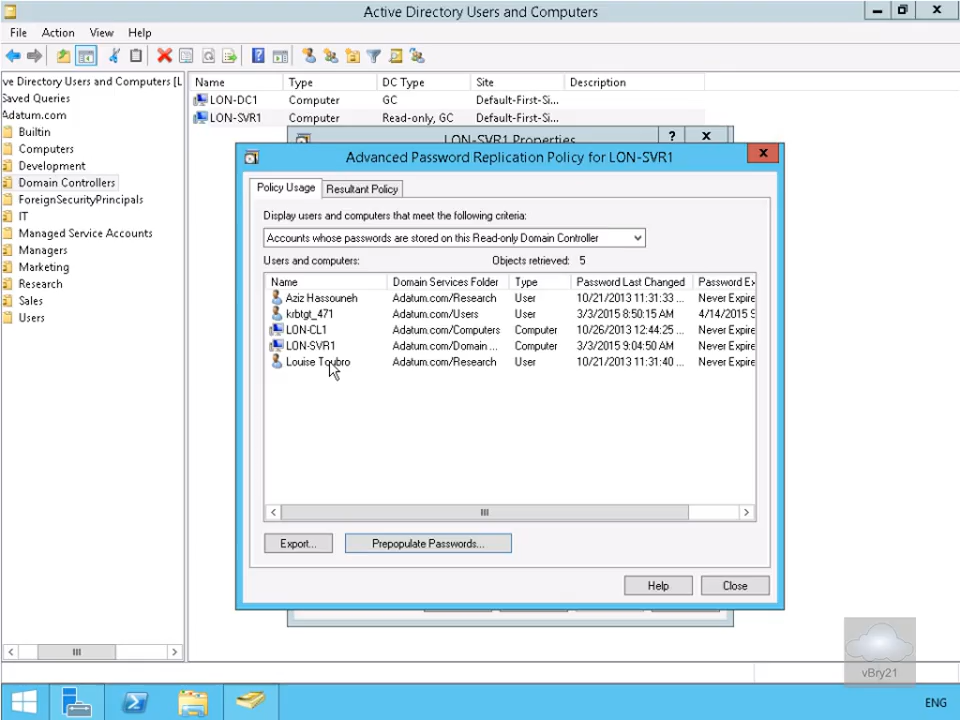 Active Directory Users and Computers
File Action View Help
ve Directory Users and Computers [L
Saved Queries
Adatum.com
Builtin
Computers
Development
Domain Controllers
ForeignSecurityPrincipals
IT
Managed Service Accounts
Managers
Marketing
Research
Sales
Users
Name Type DC Type Site Description
LON-DC1 Computer GC Default-First-Si...
LON-SVR1 Computer Read-only, GC Default-First-Si...
LON-SVR1 Properties
Advanced Password Replication Policy for LON-SVR1
Policy Usage Resultant Policy
Display users and computers that meet the following criteria:
Accounts whose passwords are stored on this Read-only Domain Controller
Users and computers: Objects retrieved: 5
Name Domain Services Folder Type Password Last Changed Password Ex
Aziz Hassouneh Adatum.com/Research User 10/21/2013 11:31:33 ... Never Expire
krbtgt_471 Adatum.com/Users User 3/3/2015 8:50:15 AM 4/14/2015 9
LON-CL1 Adatum.com/Computers Computer 10/26/2013 12:44:25 ... Never Expire
LON-SVR1 Adatum.com/Domain ... Computer 3/3/2015 9:04:50 AM Never Expire
Louise Toubro Adatum.com/Research User 10/21/2013 11:31:40 ... Never Expire
Export... Prepopulate Passwords...
Help Close
vBry21
ENG